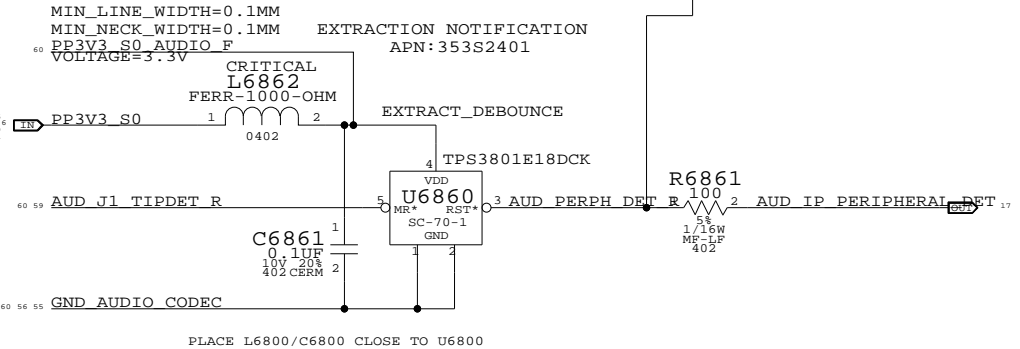 MIN_LINE_WIDTH=0.1MM
MIN_NECK_WIDTH=0.1MM
EXTRACTION NOTIFICATION
APN:353S2401
60 PP3V3_S0_AUDIO_F
VOLTAGE=3.3V
CRITICAL
L6862
FERR-1000-OHM
EXTRACT_DEBOUNCE
6 IN PP3V3_S0 1 2
0402
4 TPS3801E18DCK
VDD
U6860
R6861
100
60 59 AUD_J1_TIPDET_R 5 MR* RST* 3 AUD_PERPH_DET_R 1 2 AUD_IP_PERIPHERAL_DET OUT 17
SC-70-1
GND
5%
1/16W
MF-LF
402
C6861
0.1UF
10V 20%
402 CERM
1
2
1 2
60 56 55 GND_AUDIO_CODEC
PLACE L6800/C6800 CLOSE TO U6800